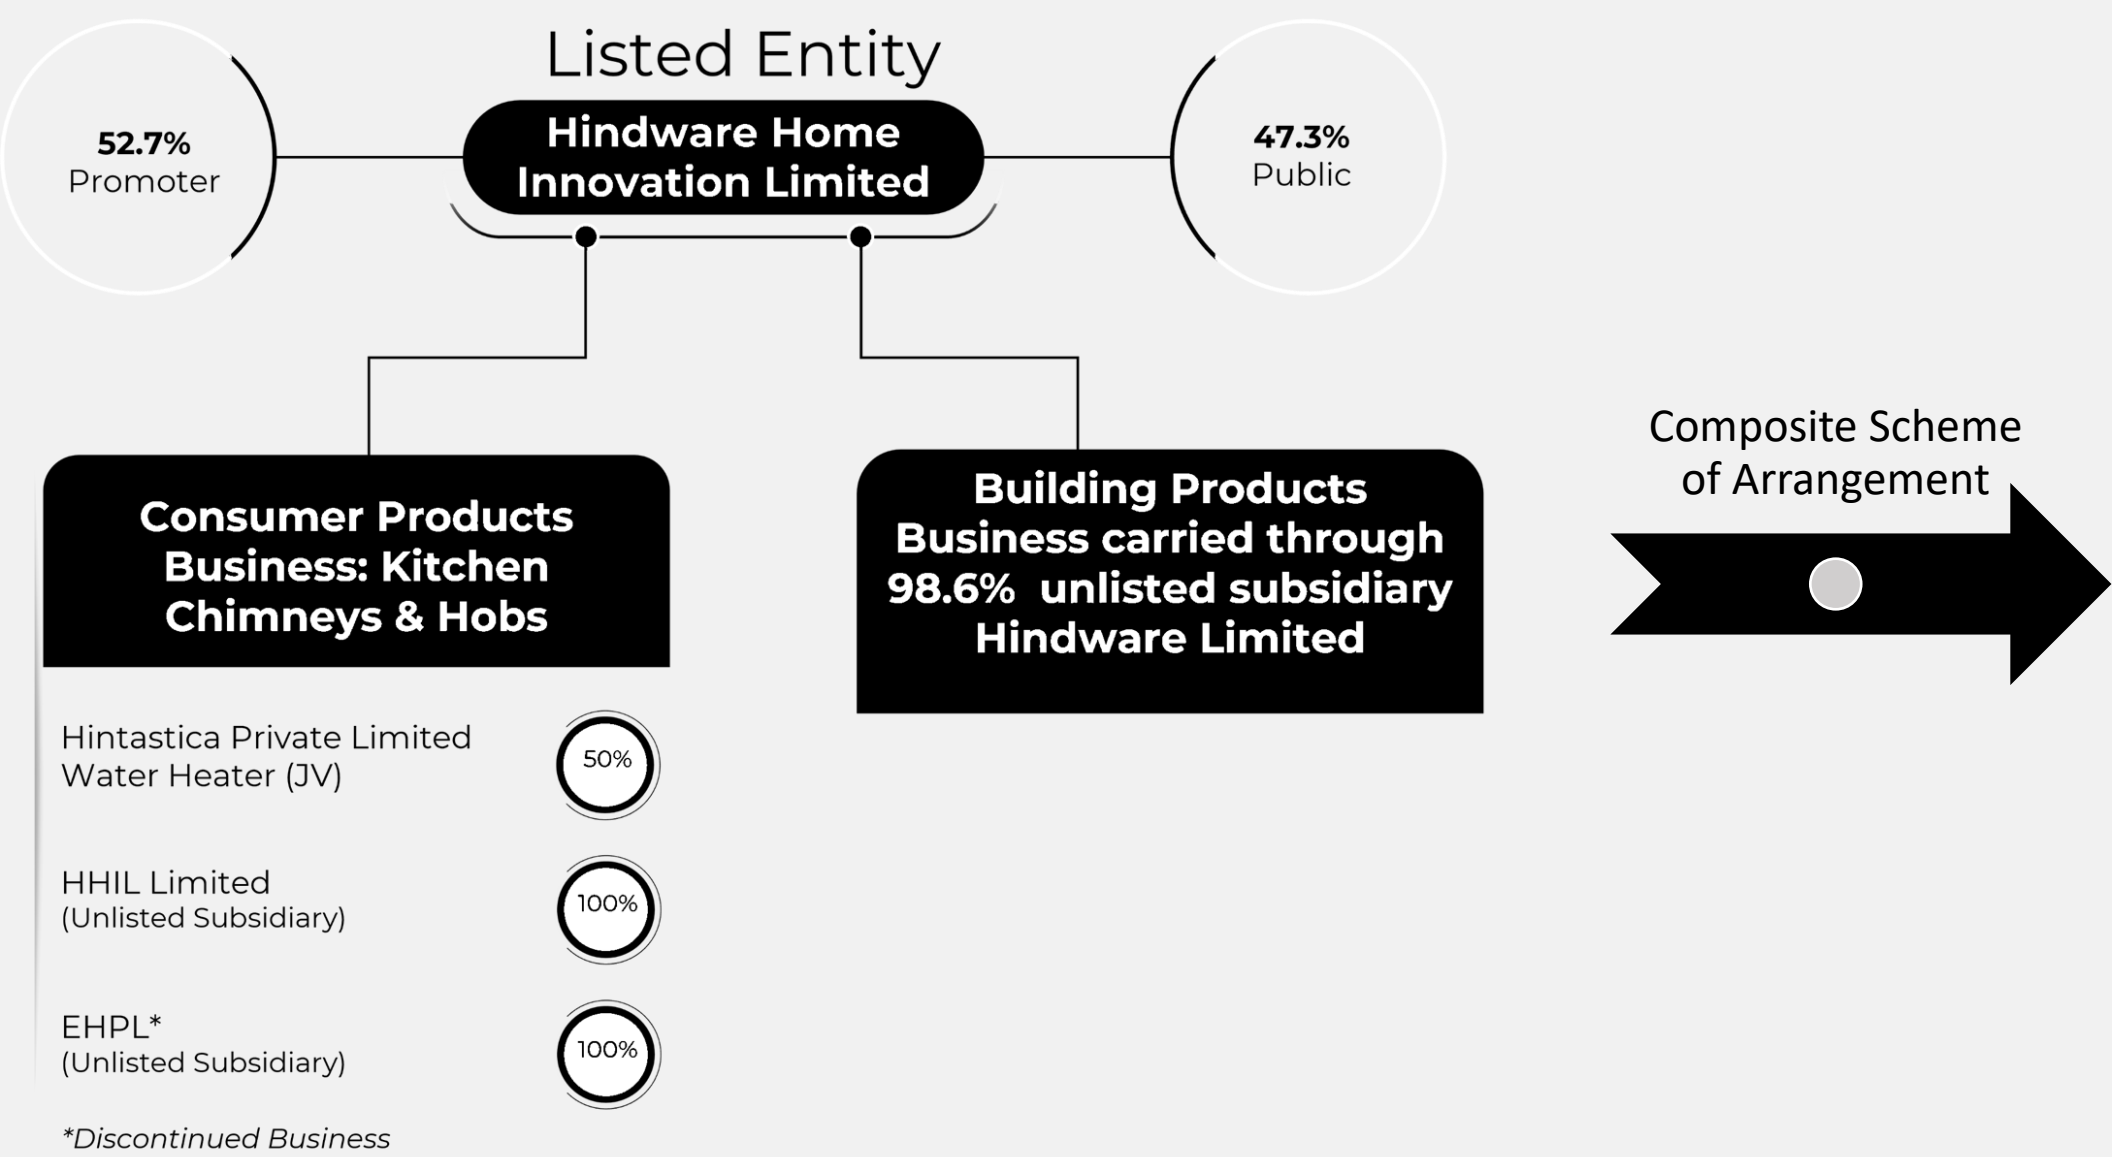 Listed Entity
52.7%
Promoter
Hindware Home
Innovation Limited
47.3%
Public
Consumer Products
Business: Kitchen
Chimneys & Hobs
Building Products
Business carried through
98.6% unlisted subsidiary
Hindware Limited
Composite Scheme
of Arrangement
Hintastica Private Limited
Water Heater (JV)
50%
HHIL Limited
(Unlisted Subsidiary)
100%
EHPL*
(Unlisted Subsidiary)
100%
*Discontinued Business